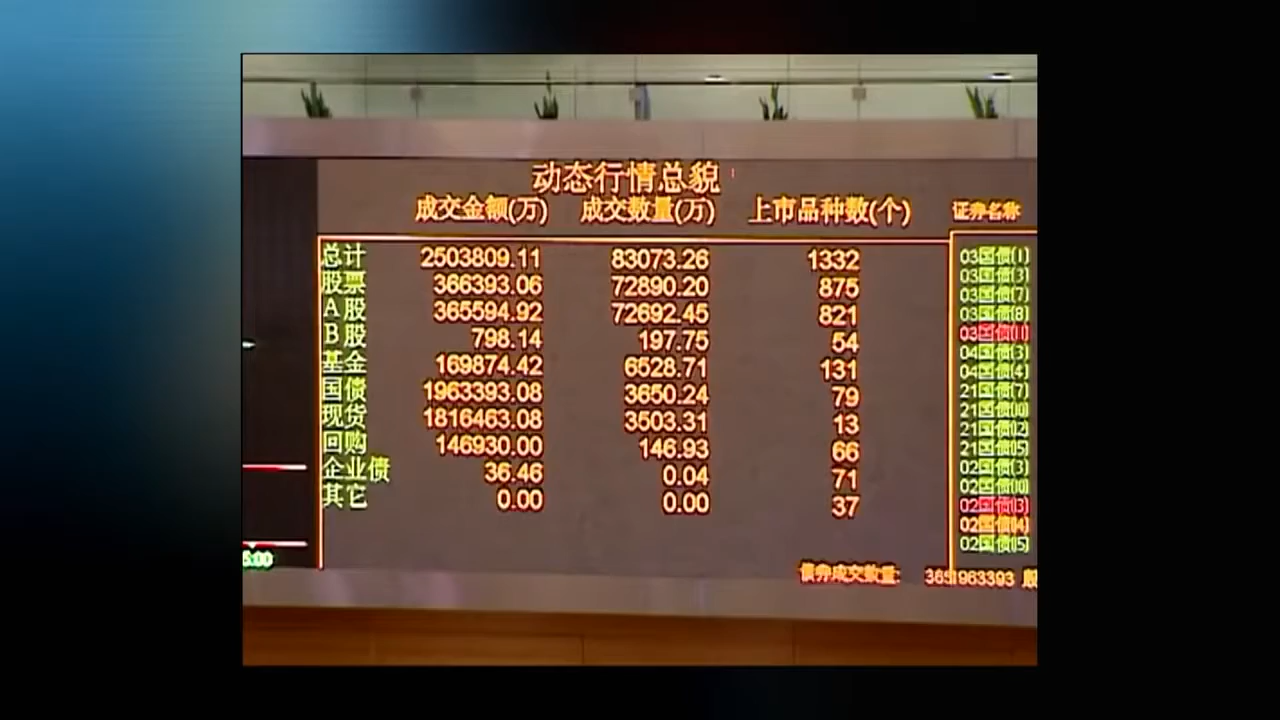 动态行情总貌
成交金额(万) 成交数量(万) 上市品种数(个) 证券名称
总计 2503809.11 83073.26 1332
股票 366393.06 72890.20 875
A股 365594.92 72692.45 821
B股 798.14 197.75 54
基金 169874.42 6528.71 131
国债 1963393.08 3650.24 79
现货 1816463.08 3503.31 13
回购 146930.00 146.93 66
企业债 36.46 0.04 71
其它 0.00 0.00 37
03国债(1)
03国债(3)
03国债(7)
03国债(8)
03国债(11)
04国债(3)
04国债(4)
21国债(7)
21国债(10)
21国债(12)
21国债(15)
02国债(3)
02国债(10)
02国债(13)
02国债(14)
02国债(15)
5:00
债券成交数量: